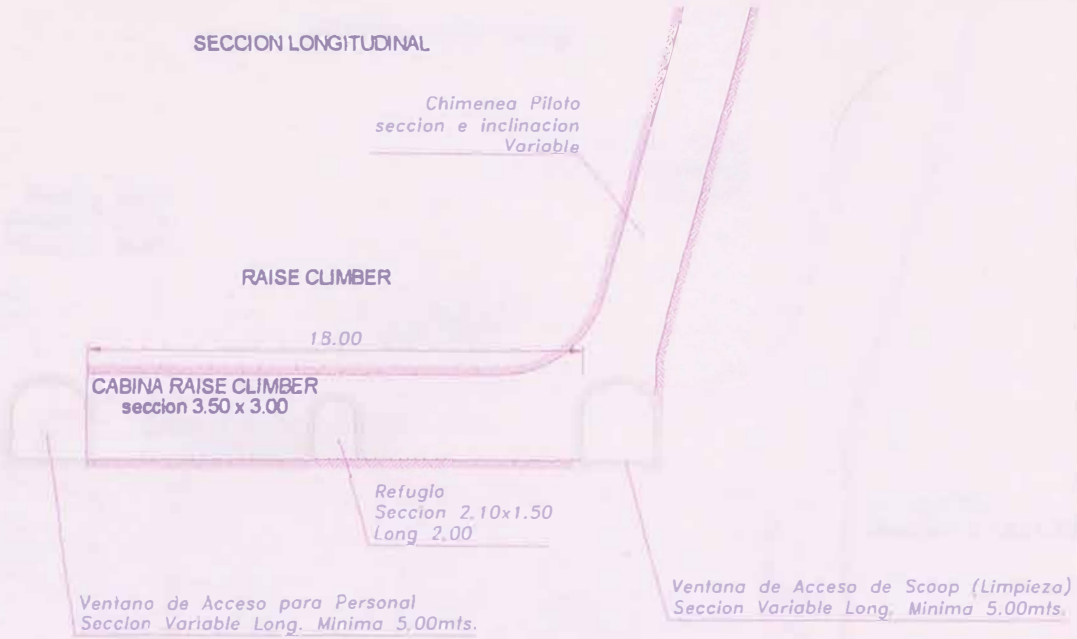 SECCION LONGITUDINAL
Chimenea Piloto
seccion e inclinacion
Variable
RAISE CLIMBER
18.00
CABINA RAISE CLIMBER
seccion 3.50 x 3.00
Refugio
Seccion 2.10x1.50
Long 2.00
Ventana de Acceso para Personal
Seccion Variable Long. Minima 5.00mts.
Ventana de Acceso de Scoop (Limpieza)
Seccion Variable Long. Minima 5.00mts.